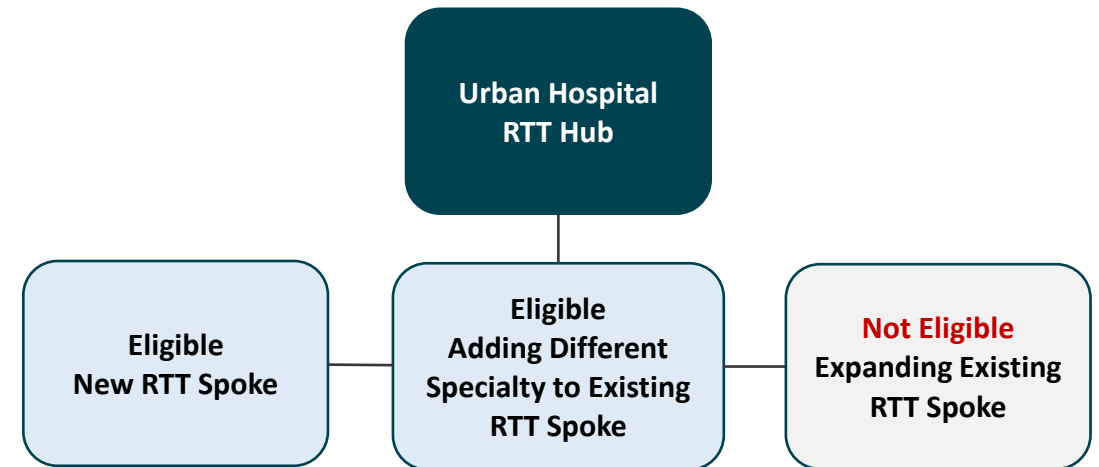 Urban Hospital
RTT Hub
Eligible
New RTT Spoke
Eligible
Adding Different
Specialty to Existing
RTT Spoke
Not Eligible
Expanding Existing
RTT Spoke